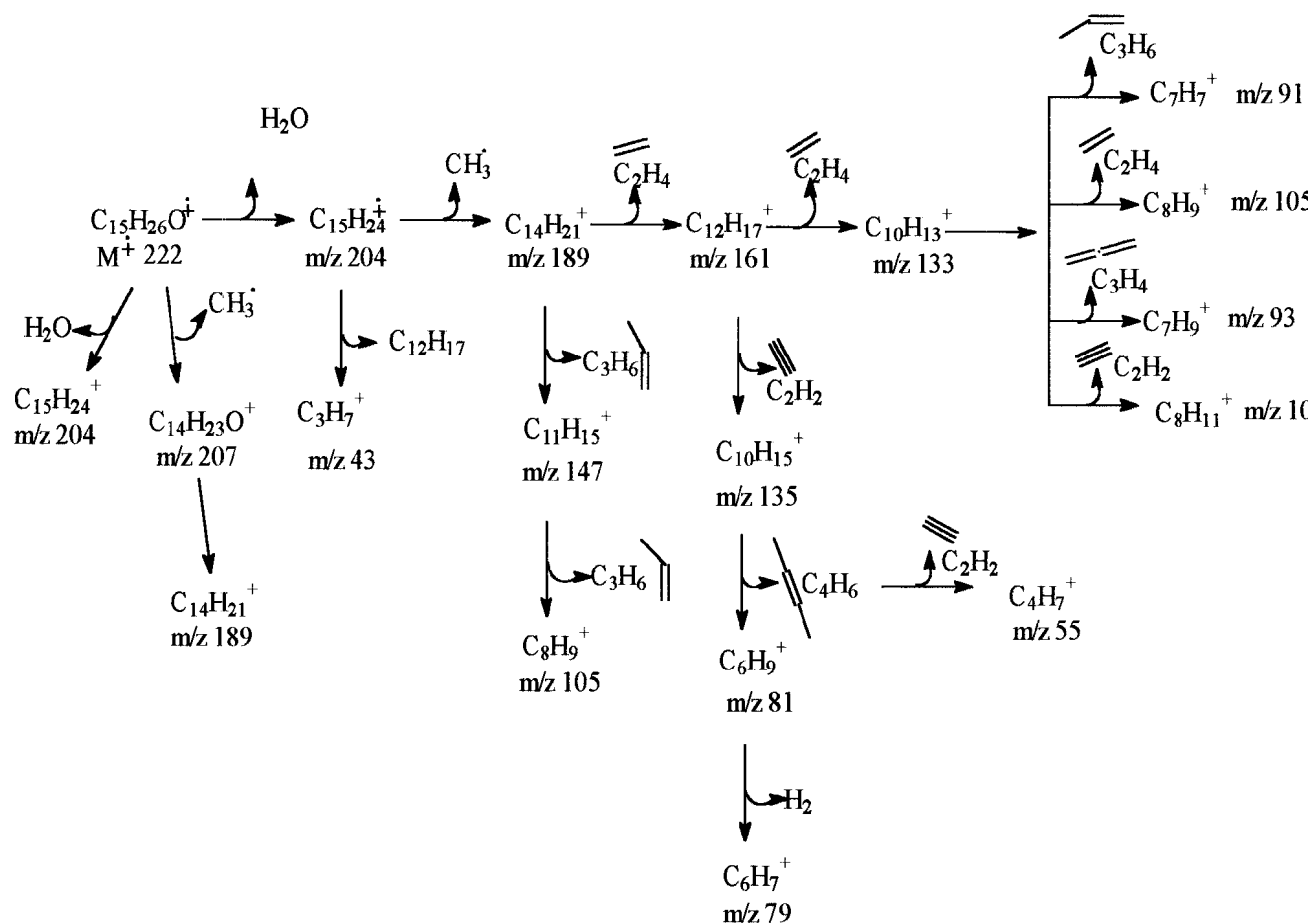 C3H6
C7H7+ m/z 91
H2O
CH3•
C2H4
C2H4
C2H4
C15H26O+•
C15H24+•
C14H21+
C12H17+
C10H13+
C8H9+ m/z 105
M+• 222
m/z 204
m/z 189
m/z 161
m/z 133
C3H4
H2O
CH3•
C7H9+ m/z 93
C12H17
C3H6
C2H2
C2H2
C15H24+
m/z 204
C14H23O+
m/z 207
C3H7+
m/z 43
C11H15+
m/z 147
C10H15+
m/z 135
C8H11+ m/z 10
C3H6
C4H6
C2H2
C14H21+
m/z 189
C8H9+
m/z 105
C6H9+
m/z 81
C4H7+
m/z 55
H2
C6H7+
m/z 79